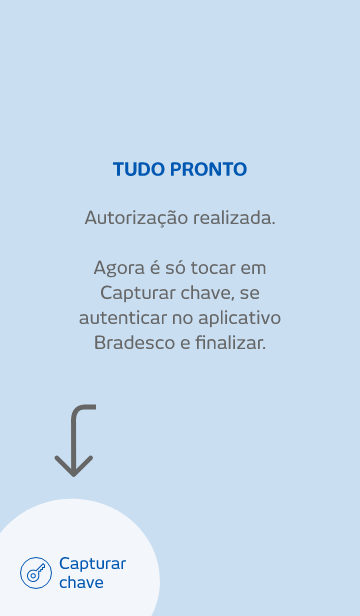 TUDO PRONTO
Autorização realizada.
Agora é só tocar em
Capturar chave, se
autenticar no aplicativo
Bradesco e finalizar.
Capturar
chave